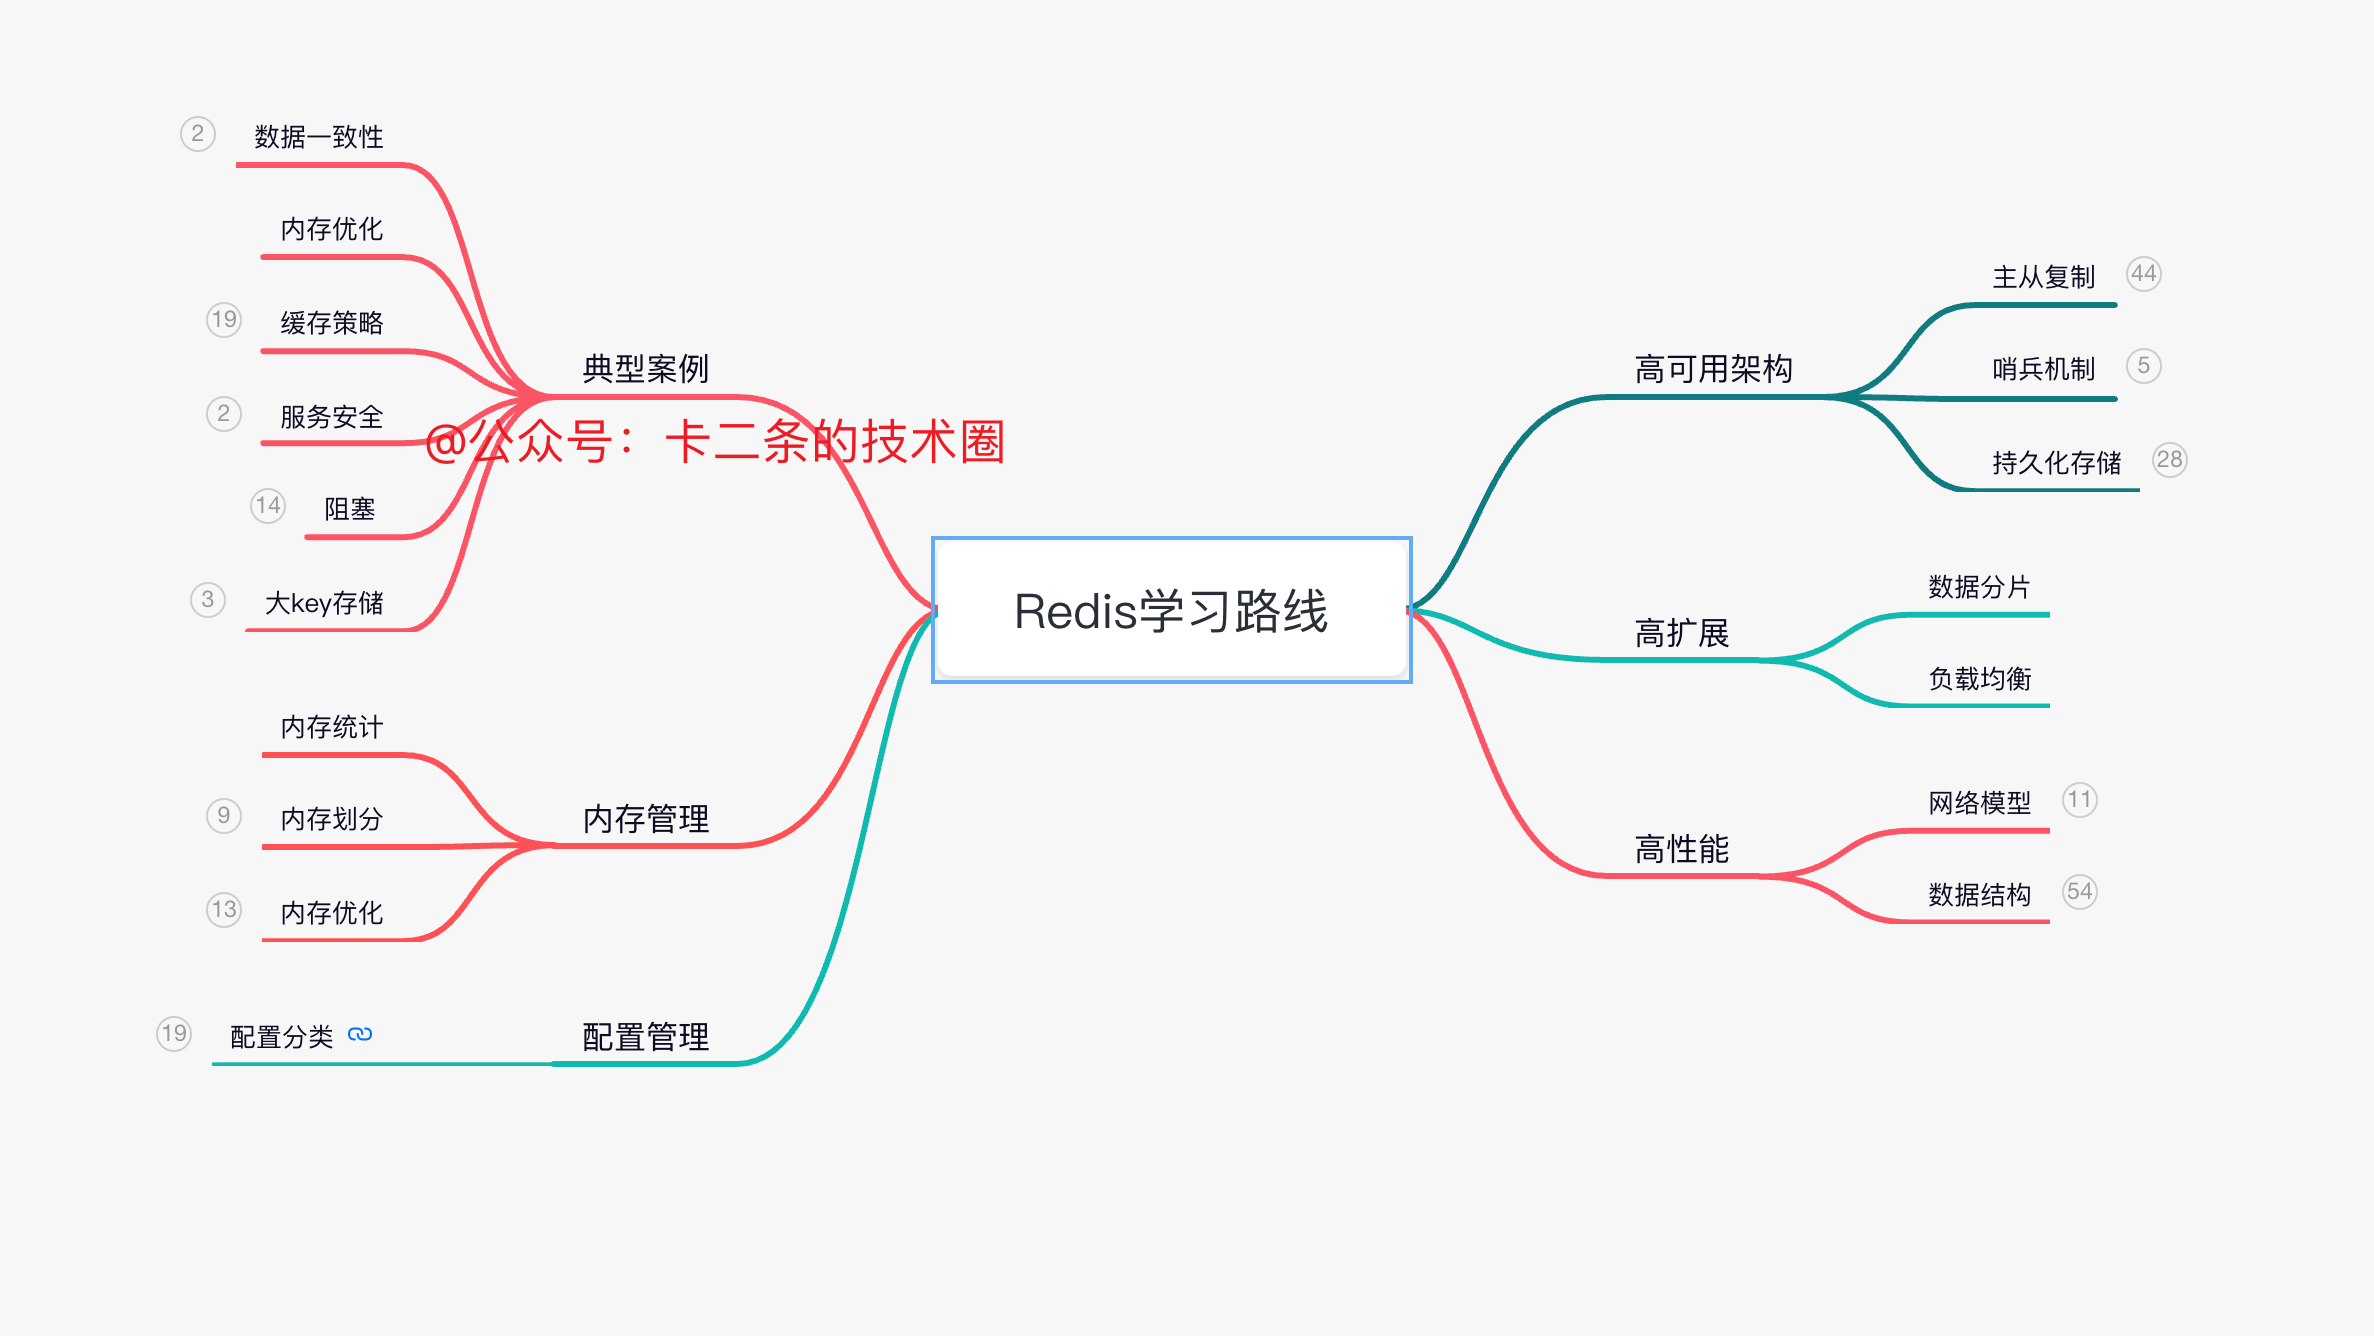 Redis学习路线
高可用架构
主从复制
44
哨兵机制
5
持久化存储
28
高扩展
数据分片
负载均衡
高性能
网络模型
11
数据结构
54
典型案例
2
数据一致性
内存优化
19
缓存策略
2
服务安全
14
阻塞
3
大key存储
@公众号：卡二条的技术圈
内存管理
内存统计
9
内存划分
13
内存优化
配置管理
19
配置分类